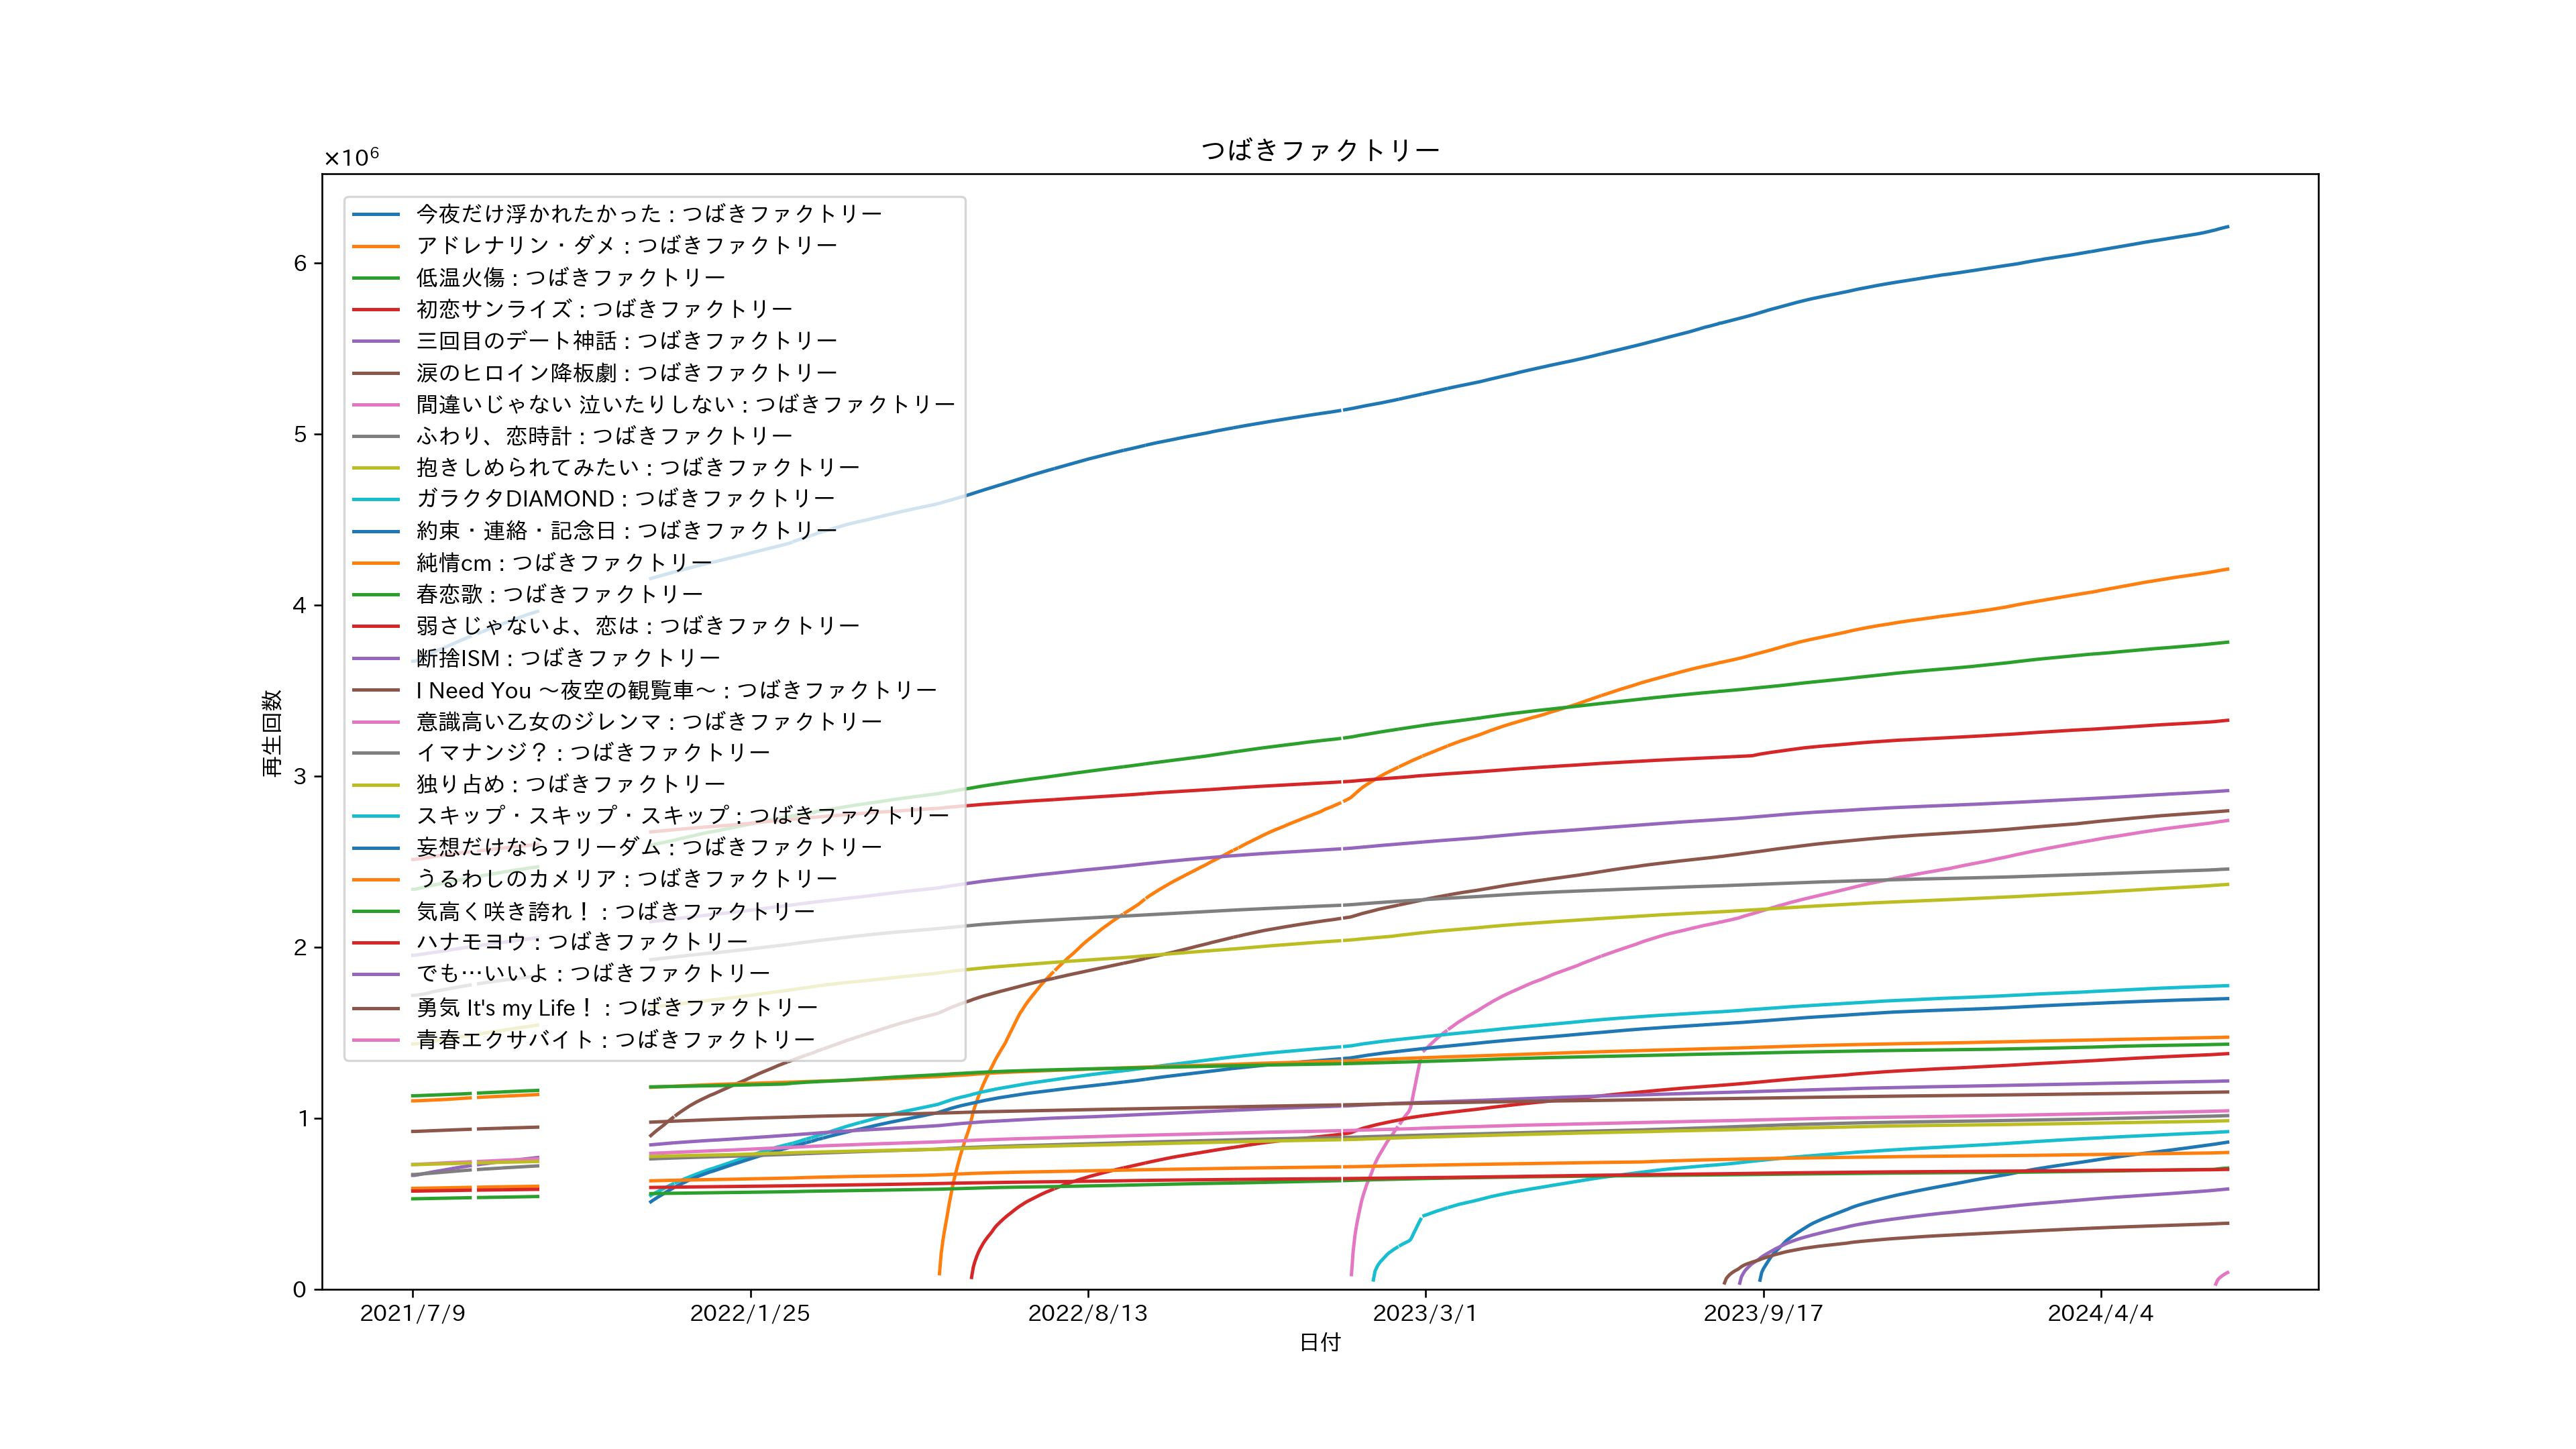 つばきファクトリー
×10⁶
今夜だけ浮かれたかった : つばきファクトリー
アドレナリン・ダメ : つばきファクトリー
低温火傷 : つばきファクトリー
初恋サンライズ : つばきファクトリー
三回目のデート神話 : つばきファクトリー
涙のヒロイン降板劇 : つばきファクトリー
間違いじゃない 泣いたりしない : つばきファクトリー
ふわり、恋時計 : つばきファクトリー
抱きしめられてみたい : つばきファクトリー
ガラクタDIAMOND : つばきファクトリー
約束・連絡・記念日 : つばきファクトリー
純情cm : つばきファクトリー
春恋歌 : つばきファクトリー
弱さじゃないよ、恋は : つばきファクトリー
断捨ISM : つばきファクトリー
I Need You 〜夜空の観覧車〜 : つばきファクトリー
意識高い乙女のジレンマ : つばきファクトリー
イマナンジ？ : つばきファクトリー
独り占め : つばきファクトリー
スキップ・スキップ・スキップ : つばきファクトリー
妄想だけならフリーダム : つばきファクトリー
うるわしのカメリア : つばきファクトリー
気高く咲き誇れ！ : つばきファクトリー
ハナモヨウ : つばきファクトリー
でも…いいよ : つばきファクトリー
勇気 It's my Life！ : つばきファクトリー
青春エクサバイト : つばきファクトリー
再生回数
6
5
4
3
2
1
0
2021/7/9
2022/1/25
2022/8/13
2023/3/1
2023/9/17
2024/4/4
日付